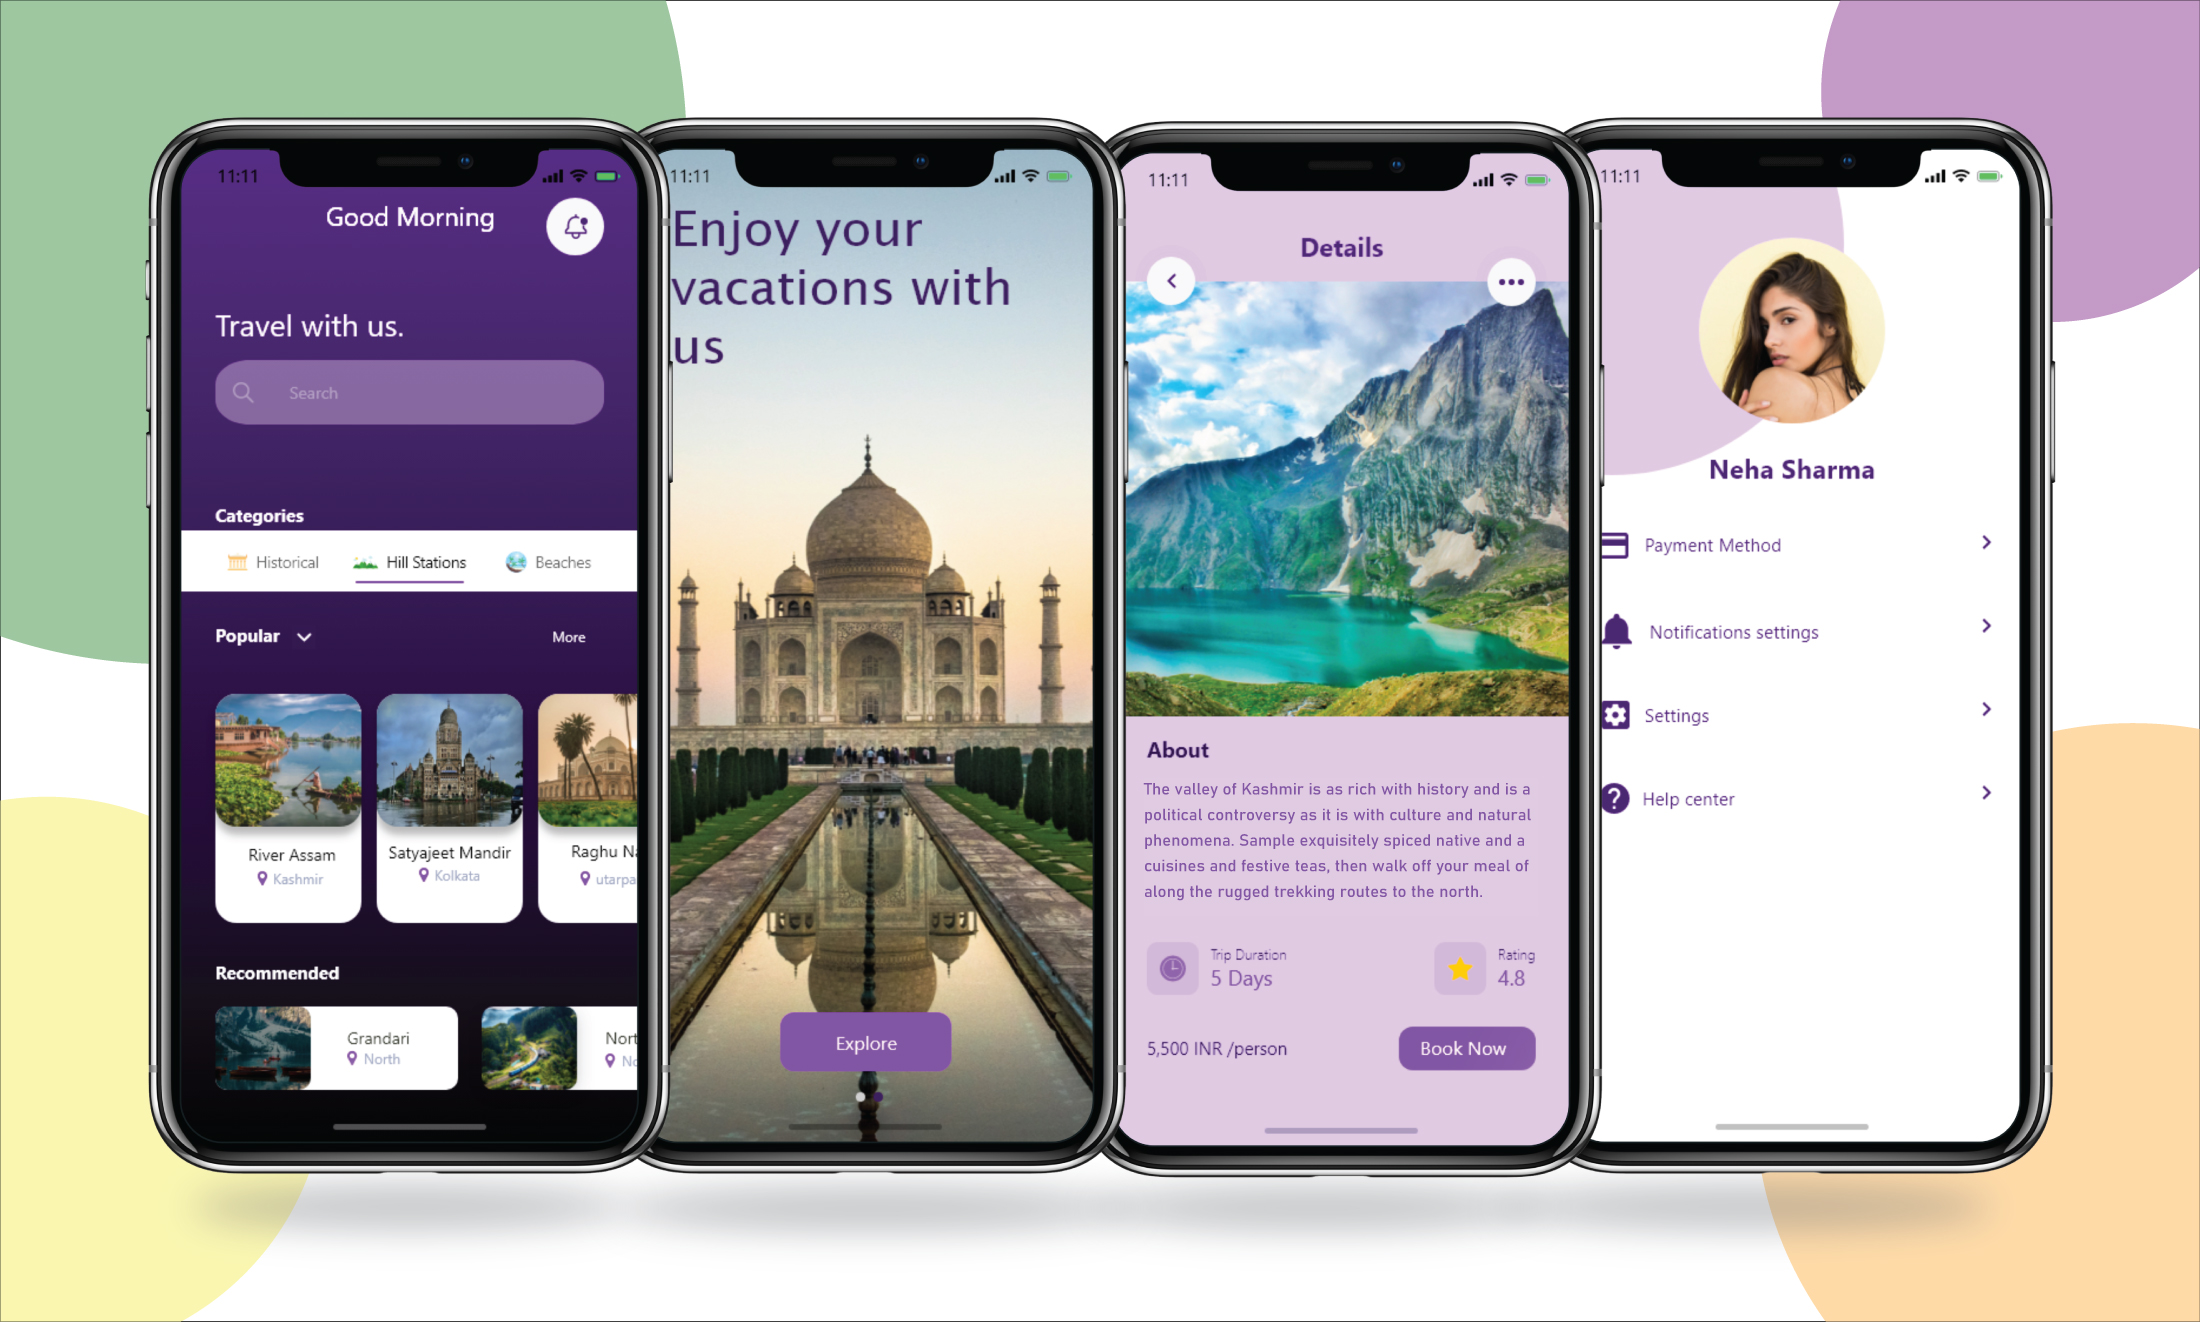 11:11
Good Morning
Travel with us.
Search
Categories
Historical Hill Stations Beaches
Popular More
River Assam
Kashmir
Satyajeet Mandir
Kolkata
Raghu
utarpa
Recommended
Grandari
North
Nort
11:11
Enjoy your
vacations with
us
Explore
11:11
Details
About
The valley of Kashmir is as rich with history and is a
political controversy as it is with culture and natural
phenomena. Sample exquisitely spiced native and a
cuisines and festive teas, then walk off your meal of
along the rugged trekking routes to the north.
Trip Duration
5 Days
Rating
4.8
5,500 INR /person
Book Now
11:11
Neha Sharma
Payment Method
Notifications settings
Settings
Help center